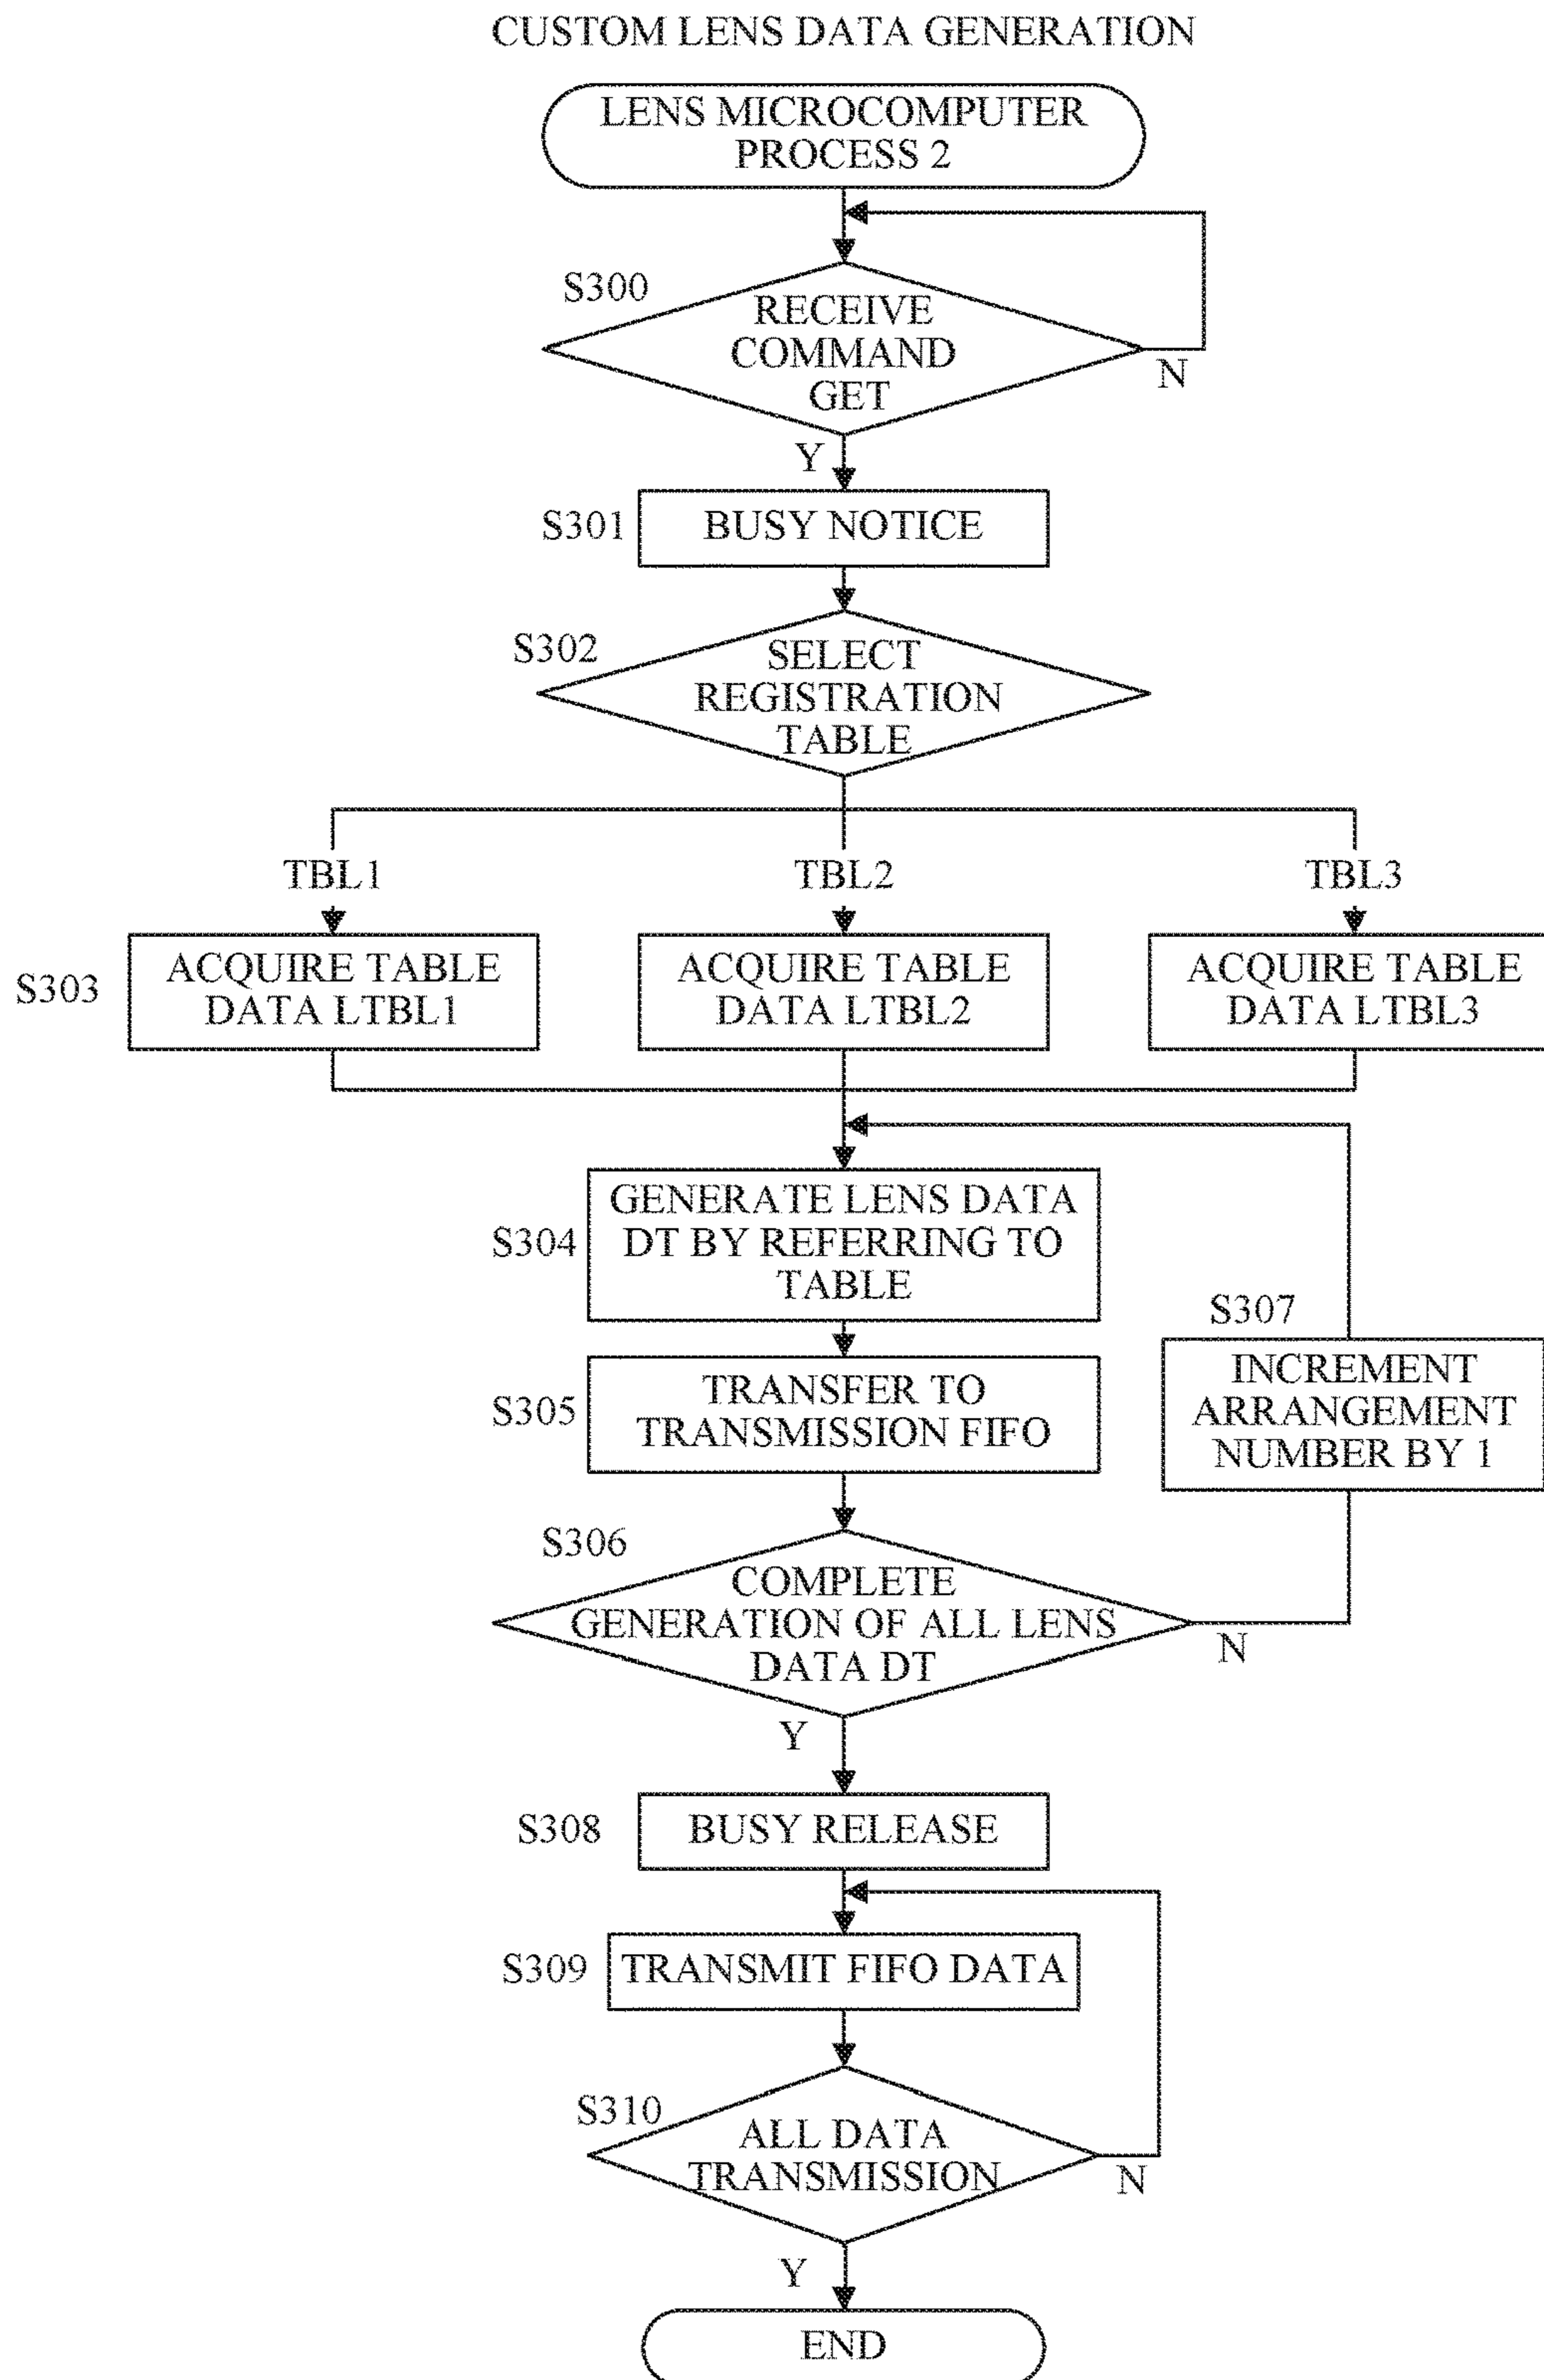 CUSTOM LENS DATA GENERATION
LENS MICROCOMPUTER
PROCESS 2
S300
RECEIVE
COMMAND
GET
N
Y
S301
BUSY NOTICE
S302
SELECT
REGISTRATION
TABLE
TBL1
TBL2
TBL3
S303
ACQUIRE TABLE
DATA LTBL1
ACQUIRE TABLE
DATA LTBL2
ACQUIRE TABLE
DATA LTBL3
S304
GENERATE LENS DATA
DT BY REFERRING TO
TABLE
S305
TRANSFER TO
TRANSMISSION FIFO
S307
INCREMENT
ARRANGEMENT
NUMBER BY 1
S306
COMPLETE
GENERATION OF ALL LENS
DATA DT
N
Y
S308
BUSY RELEASE
S309
TRANSMIT FIFO DATA
S310
ALL DATA
TRANSMISSION
N
Y
END